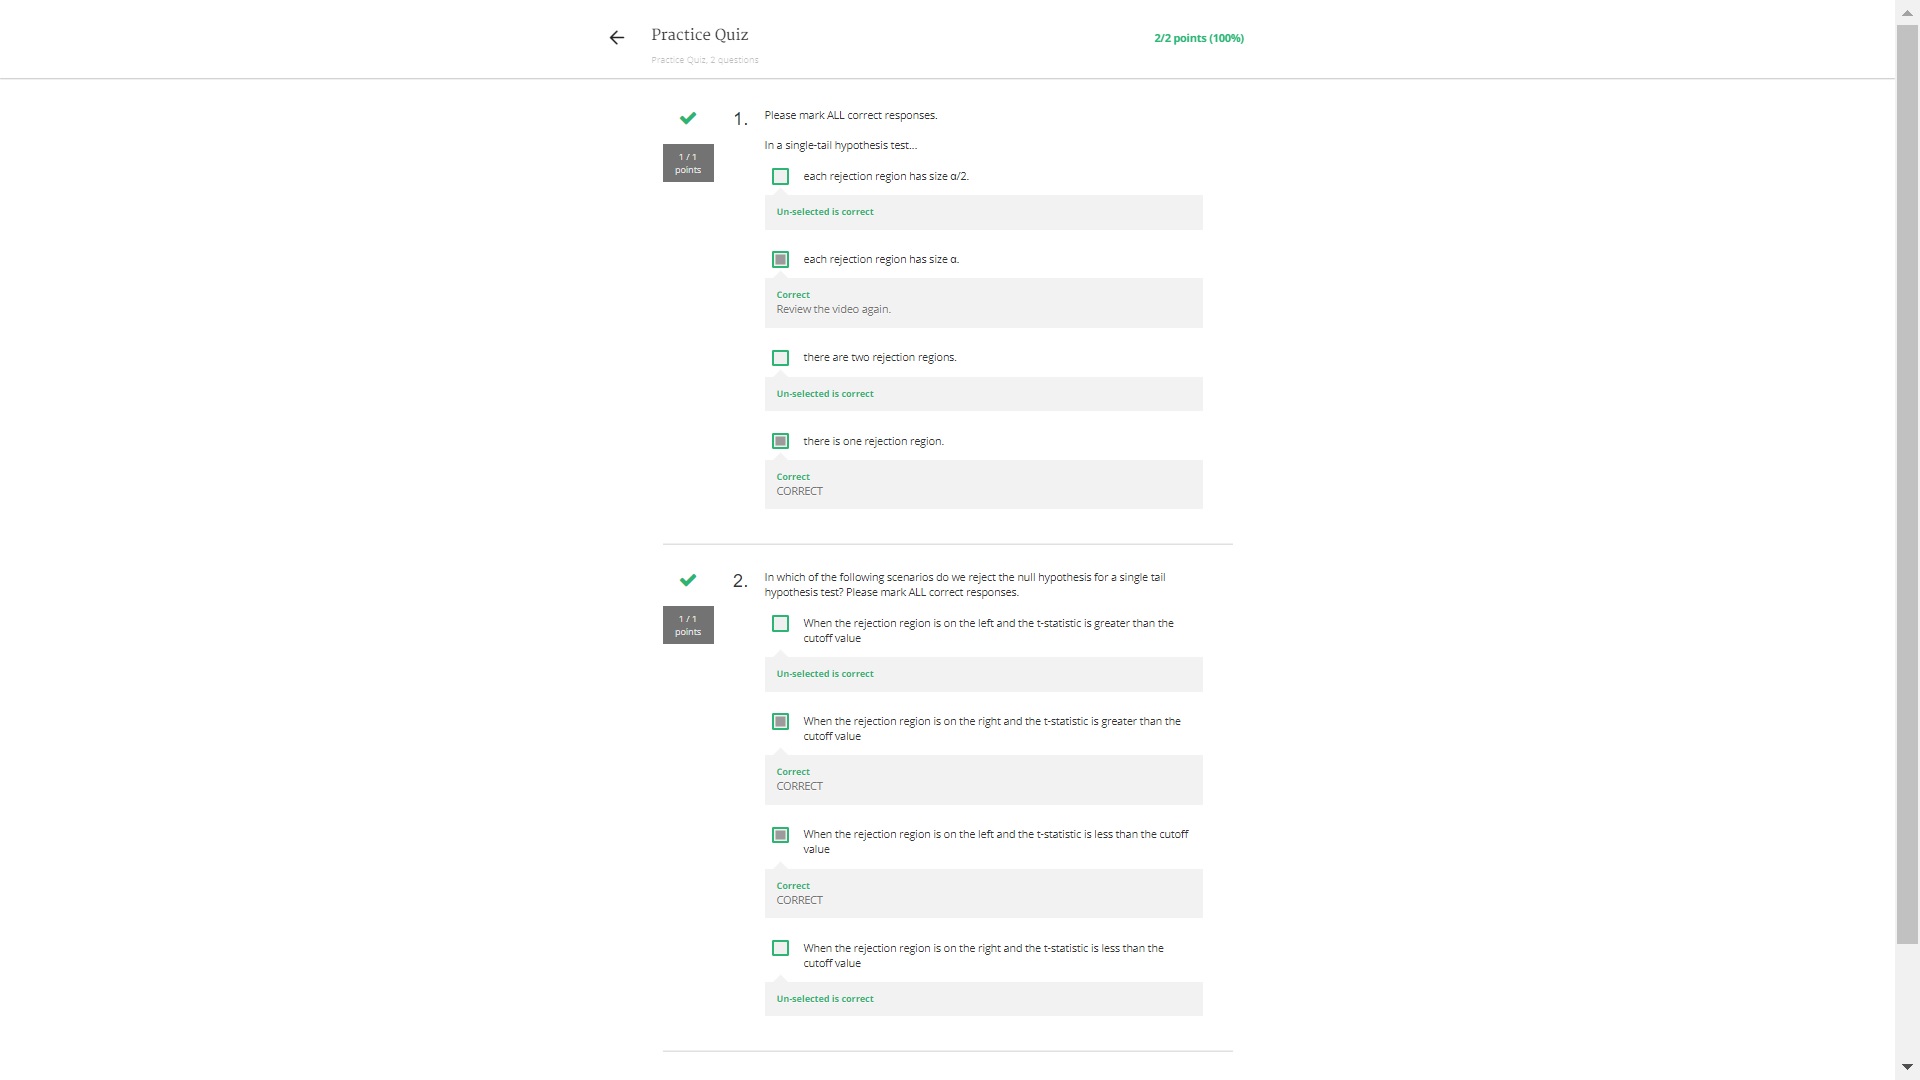 Practice Quiz
2/2 points (100%)
Practice Quiz, 2 questions
1.
Please mark ALL correct responses.
1 / 1
points
In a single-tail hypothesis test...
each rejection region has size α/2.
Un-selected is correct
each rejection region has size α.
Correct
Review the video again.
there are two rejection regions.
Un-selected is correct
there is one rejection region.
Correct
CORRECT
2.
In which of the following scenarios do we reject the null hypothesis for a single tail
hypothesis test? Please mark ALL correct responses.
1 / 1
points
When the rejection region is on the left and the t-statistic is greater than the
cutoff value
Un-selected is correct
When the rejection region is on the right and the t-statistic is greater than the
cutoff value
Correct
CORRECT
When the rejection region is on the left and the t-statistic is less than the cutoff
value
Correct
CORRECT
When the rejection region is on the right and the t-statistic is less than the
cutoff value
Un-selected is correct